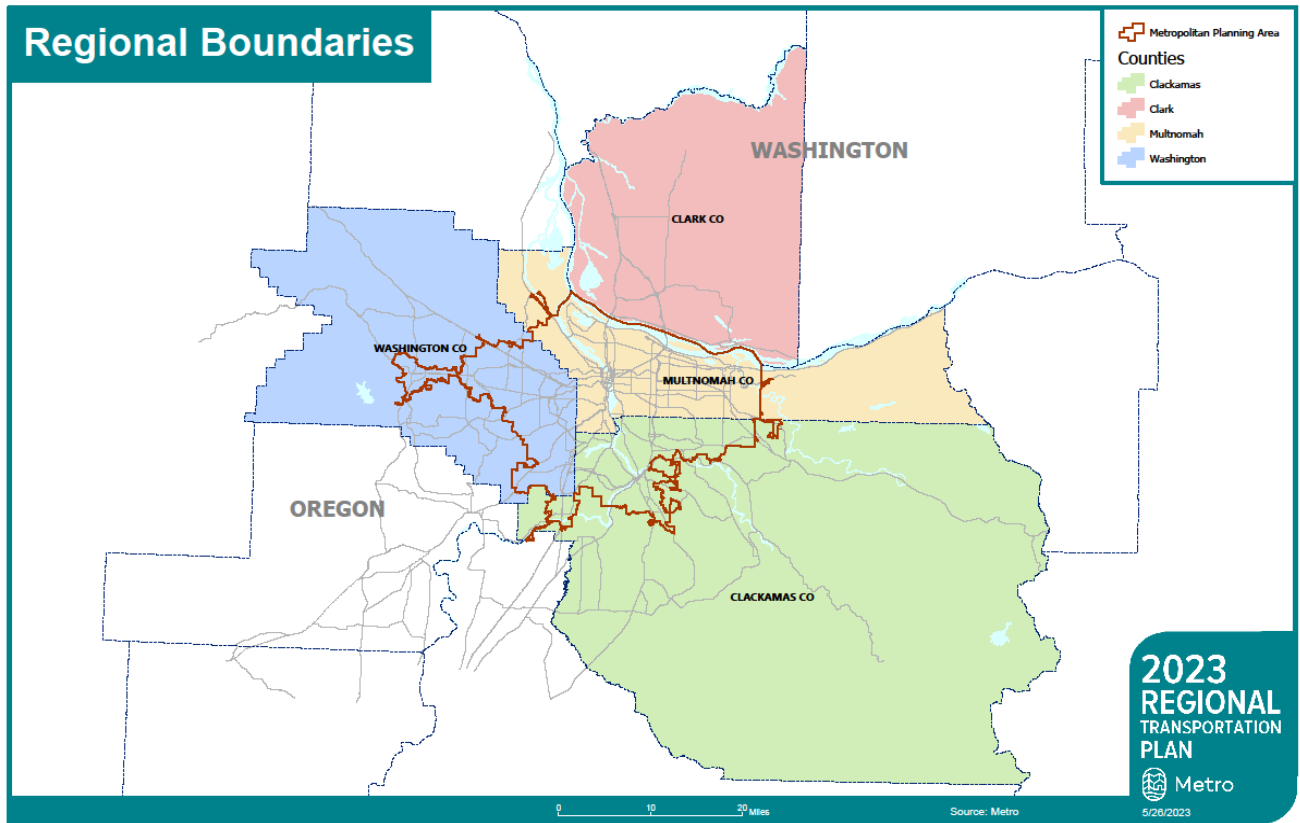 Regional Boundaries
Metropolitan Planning Area
Counties
Clackamas
Clark
Multnomah
Washington
WASHINGTON
CLARK CO
WASHINGTON CO
MULTNOMAH CO
OREGON
CLACKAMAS CO
2023
REGIONAL
TRANSPORTATION
PLAN
Metro
0 10 20 Miles
Source: Metro
5/26/2023